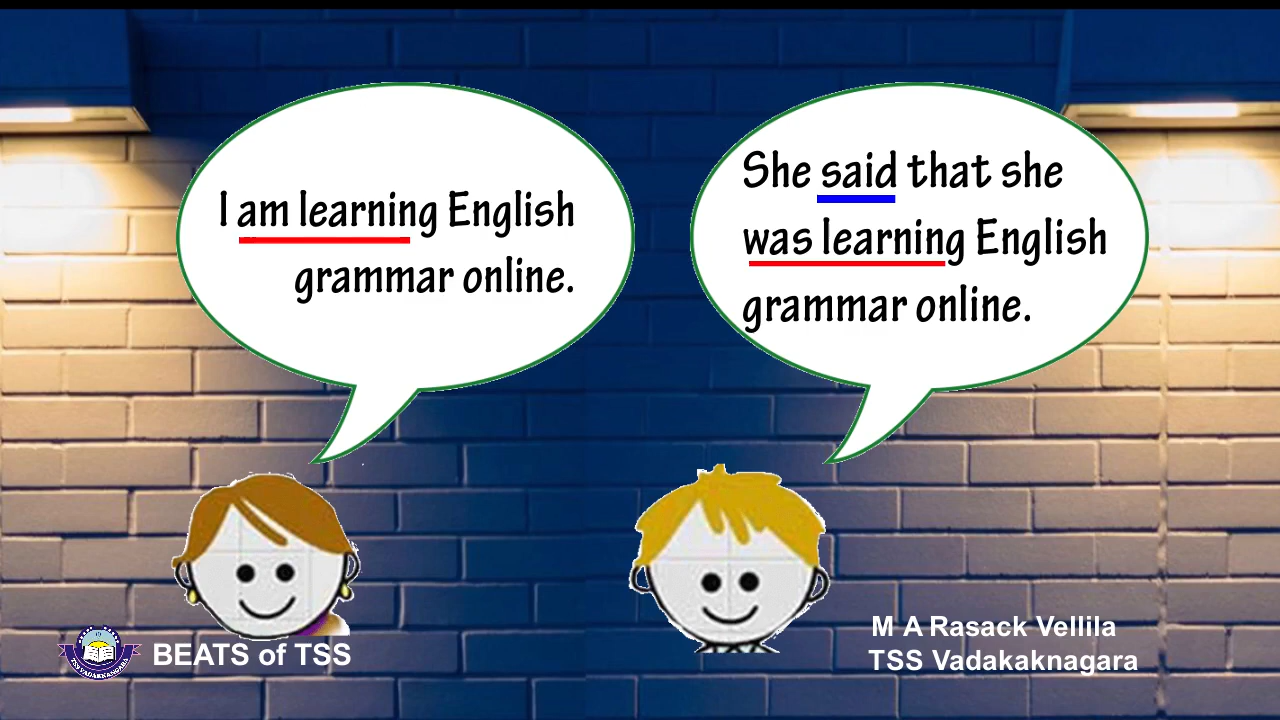 I am learning English
grammar online.
She said that she
was learning English
grammar online.
BEATS of TSS
M A Rasack Vellila
TSS Vadakaknagara